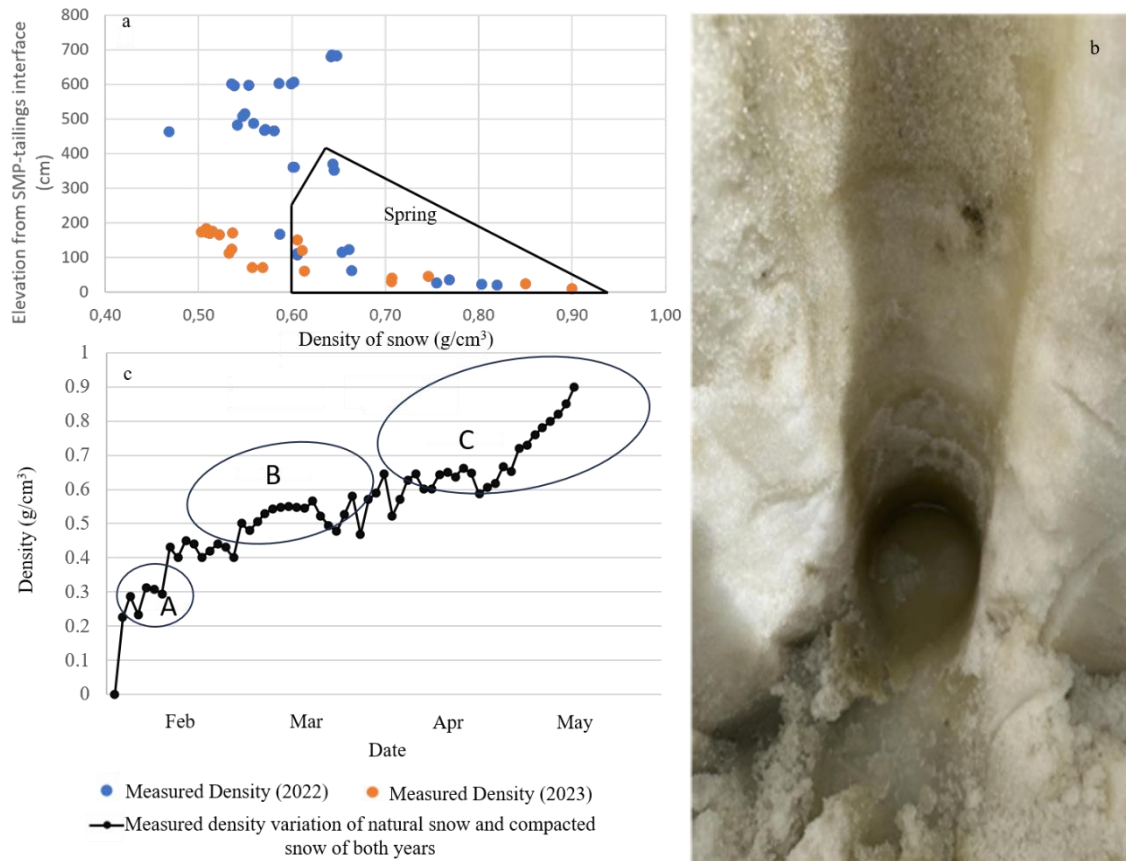 a
800
700
600
500
400
300
200
100
0
Elevation from SMP-tailings interface
(cm)
Spring
0,40 0,50 0,60 0,70 0,80 0,90 1,00
Density of snow (g/cm³)
b
c
1
0.9
0.8
0.7
0.6
0.5
0.4
0.3
0.2
0.1
0
Density (g/cm³)
A
B
C
Feb Mar Apr May
Date
Measured Density (2022) Measured Density (2023)
Measured density variation of natural snow and compacted
snow of both years